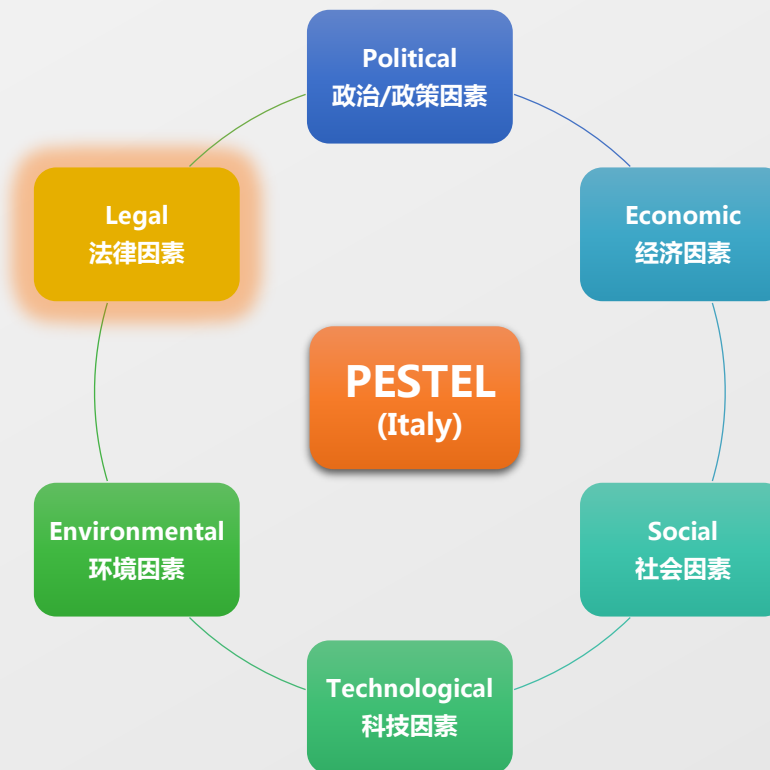 Political
政治/政策因素
Legal
法律因素
Economic
经济因素
PESTEL
(Italy)
Environmental
环境因素
Social
社会因素
Technological
科技因素